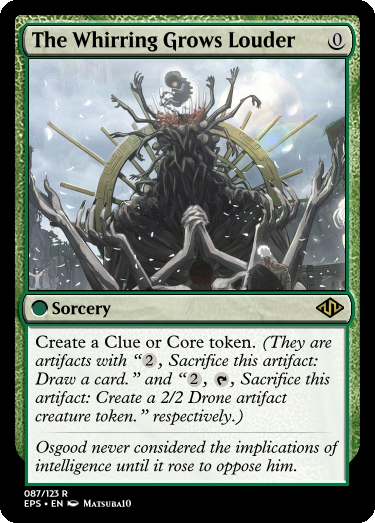 The Whirring Grows Louder 0
Sorcery
Create a Clue or Core token. (They are
artifacts with “2, Sacrifice this artifact:
Draw a card.” and “2, T, Sacrifice this
artifact: Create a 2/2 Drone artifact
creature token.” respectively.)
Osgood never considered the implications of
intelligence until it rose to oppose him.
087/123 R
EPS • EN Matsuba10